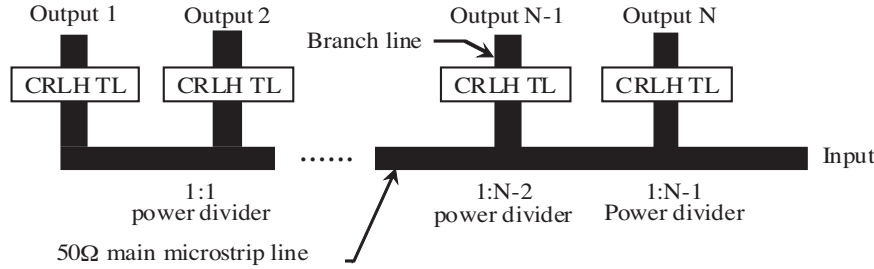 Output 1
Output 2
Output N-1
Output N
Branch line
CRLH TL
CRLH TL
CRLH TL
CRLH TL
......
Input
1:1
power divider
1:N-2
power divider
1:N-1
Power divider
50Ω main microstrip line